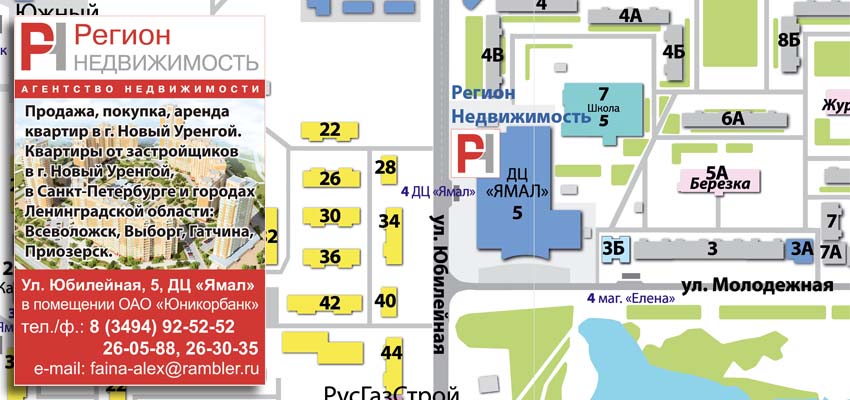 Южный
РН Регион
НЕДВИЖИМОСТЬ
АГЕНТСТВО НЕДВИЖИМОСТИ
Продажа, покупка, аренда
квартир в г. Новый Уренгой.
Квартиры от застройщиков
в г. Новый Уренгой,
в Санкт-Петербурге и городах
Ленинградской области:
Всеволожск, Выборг, Гатчина,
Приозерск.
Ул. Юбилейная, 5, ДЦ «Ямал»
в помещении ОАО «Юникорбанк»
тел./ф.: 8 (3494) 92-52-52
26-05-88, 26-30-35
e-mail: faina-alex@rambler.ru
22
26
28
30
34
32
36
42
40
44
22
РусГазСтрой
ул. Юбилейная
4 ДЦ «Ямал»
Регион
Недвижимость
РН
ДЦ
«ЯМАЛ»
5
4
4А
4В
4Б
8Б
7
Школа
5
6А
5А
Березка
Жур
3Б
3
3А
7
7А
ул. Молодежная
4 маг. «Елена»